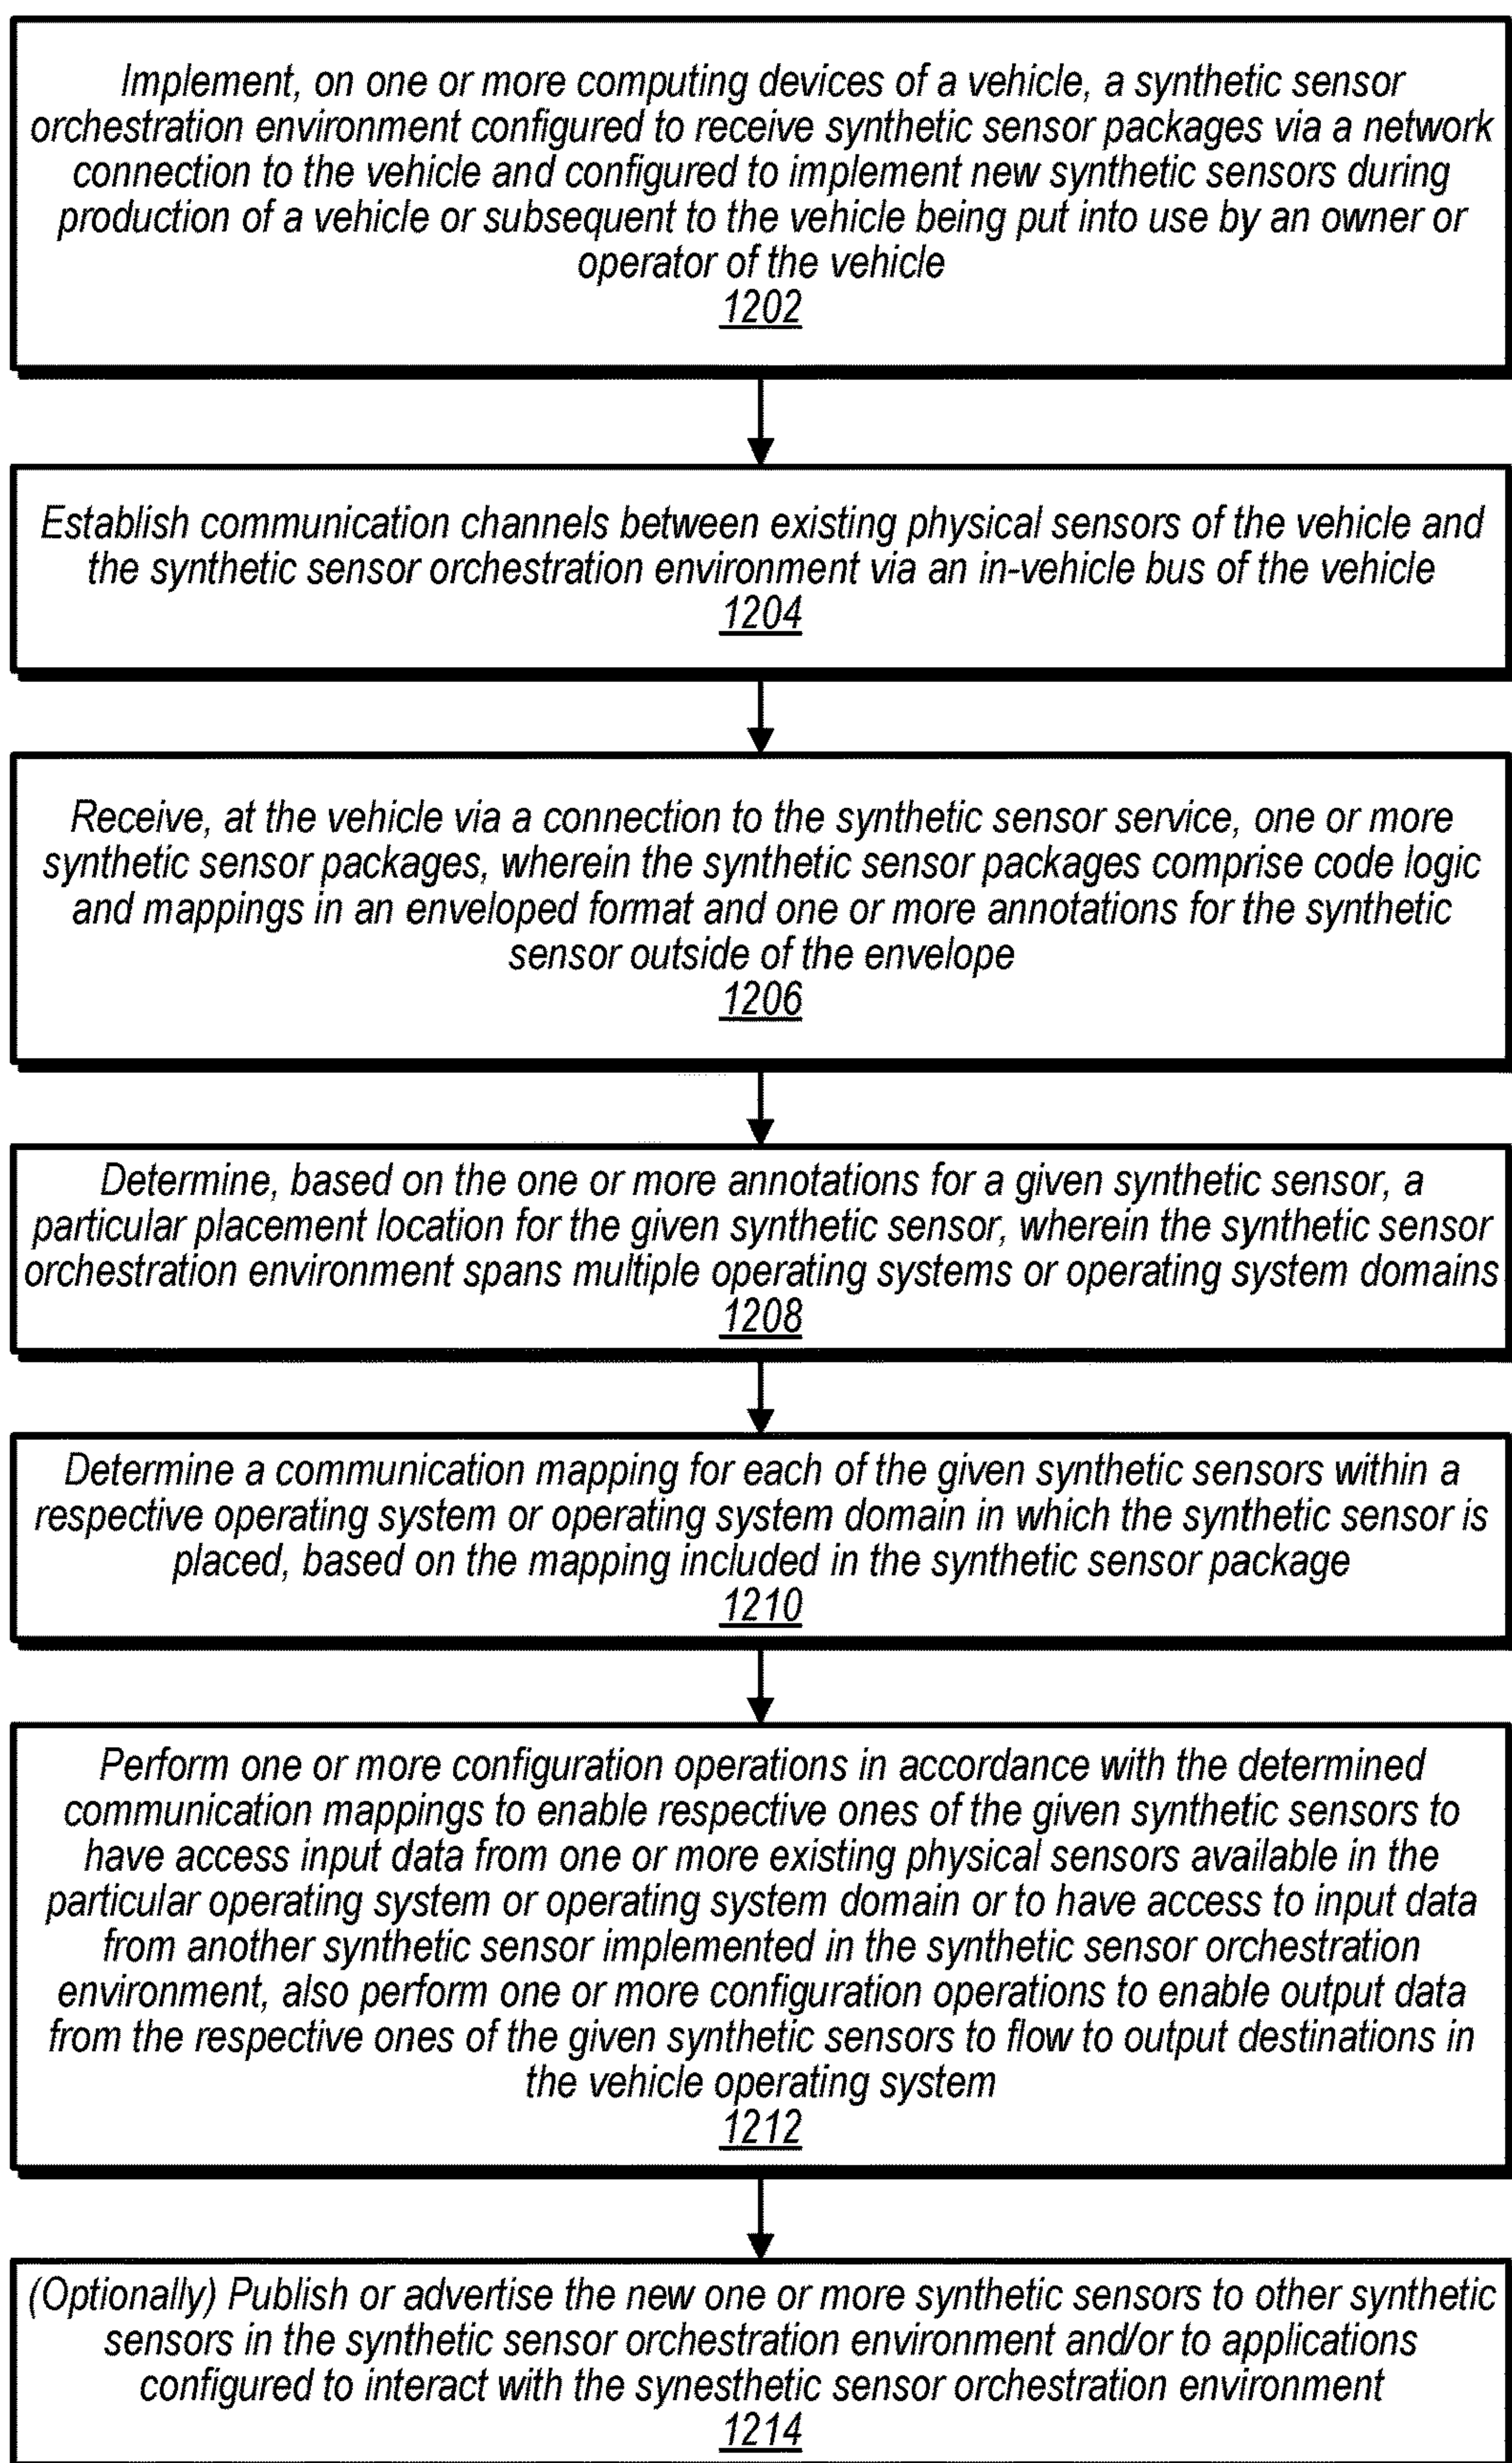 Implement, on one or more computing devices of a vehicle, a synthetic sensor
orchestration environment configured to receive synthetic sensor packages via a network
connection to the vehicle and configured to implement new synthetic sensors during
production of a vehicle or subsequent to the vehicle being put into use by an owner or
operator of the vehicle
1202
Establish communication channels between existing physical sensors of the vehicle and
the synthetic sensor orchestration environment via an in-vehicle bus of the vehicle
1204
Receive, at the vehicle via a connection to the synthetic sensor service, one or more
synthetic sensor packages, wherein the synthetic sensor packages comprise code logic
and mappings in an enveloped format and one or more annotations for the synthetic
sensor outside of the envelope
1206
Determine, based on the one or more annotations for a given synthetic sensor, a
particular placement location for the given synthetic sensor, wherein the synthetic sensor
orchestration environment spans multiple operating systems or operating system domains
1208
Determine a communication mapping for each of the given synthetic sensors within a
respective operating system or operating system domain in which the synthetic sensor is
placed, based on the mapping included in the synthetic sensor package
1210
Perform one or more configuration operations in accordance with the determined
communication mappings to enable respective ones of the given synthetic sensors to
have access input data from one or more existing physical sensors available in the
particular operating system or operating system domain or to have access to input data
from another synthetic sensor implemented in the synthetic sensor orchestration
environment, also perform one or more configuration operations to enable output data
from the respective ones of the given synthetic sensors to flow to output destinations in
the vehicle operating system
1212
(Optionally) Publish or advertise the new one or more synthetic sensors to other synthetic
sensors in the synthetic sensor orchestration environment and/or to applications
configured to interact with the synesthetic sensor orchestration environment
1214